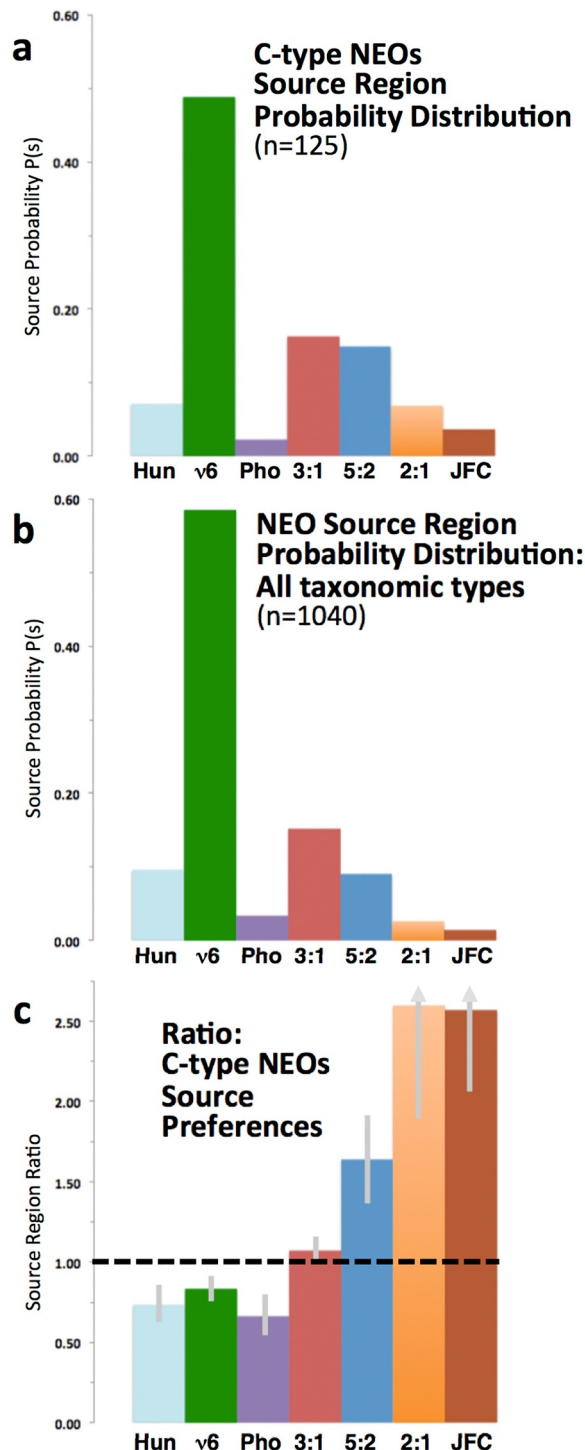 a
0.60
C-type NEOs
Source Region
Probability Distribution
(n=125)
0.40
Source Probability P(s)
0.20
0.00
Hun ν6 Pho 3:1 5:2 2:1 JFC
b
0.60
NEO Source Region
Probability Distribution:
All taxonomic types
(n=1040)
0.40
Source Probability P(s)
0.20
0.00
Hun ν6 Pho 3:1 5:2 2:1 JFC
c
2.50
Ratio:
C-type NEOs
Source
Preferences
2.00
1.50
Source Region Ratio
1.00
0.50
0.00
Hun ν6 Pho 3:1 5:2 2:1 JFC